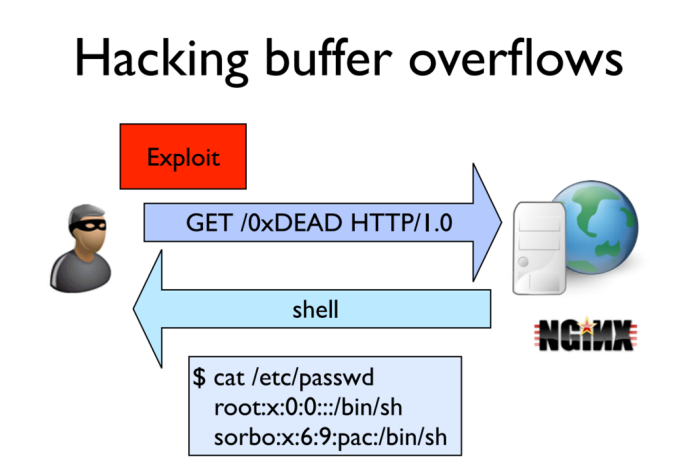 Hacking buffer overflows
Exploit
GET /0xDEAD HTTP/1.0
shell
NGiNX
$ cat /etc/passwd
root:x:0:0:::/bin/sh
sorbo:x:6:9:pac:/bin/sh